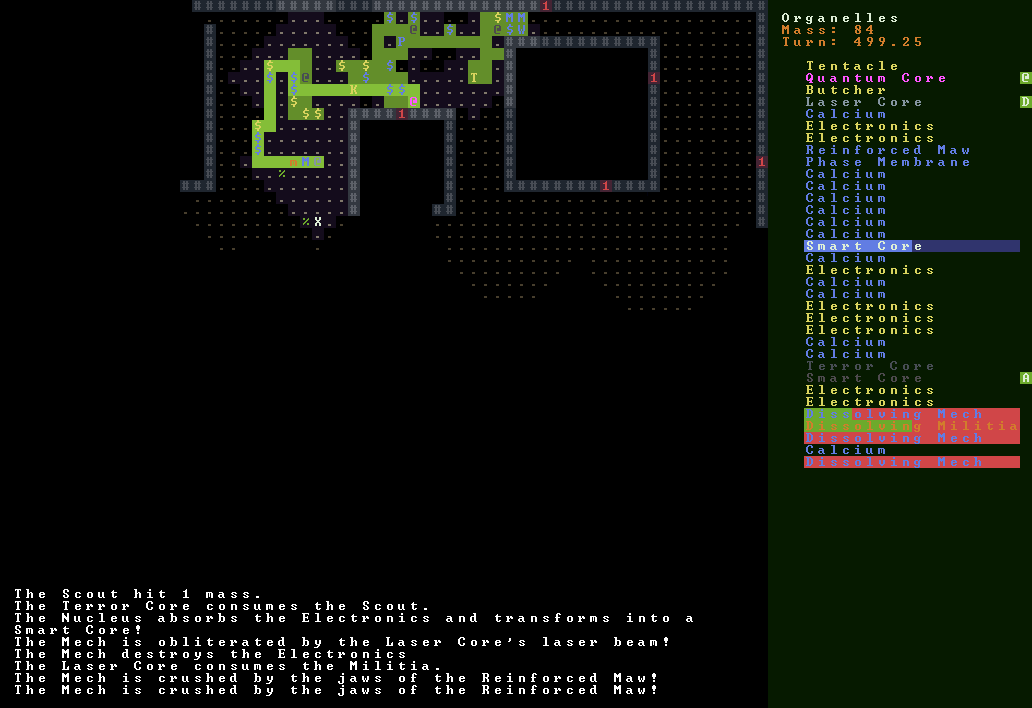 Organelles
Mass: 84
Turn: 499.25
Tentacle
Quantum Core @
Butcher
Laser Core D
Calcium
Electronics
Electronics
Reinforced Maw
Phase Membrane
Calcium
Calcium
Calcium
Calcium
Calcium
Calcium
Smart Core
Calcium
Electronics
Calcium
Calcium
Electronics
Electronics
Electronics
Calcium
Calcium
Terror Core
Smart Core A
Electronics
Electronics
Dissolving Mech
Dissolving Militia
Dissolving Mech
Calcium
Dissolving Mech
The Scout hit 1 mass.
The Terror Core consumes the Scout.
The Nucleus absorbs the Electronics and transforms into a
Smart Core!
The Mech is obliterated by the Laser Core's laser beam!
The Mech destroys the Electronics
The Laser Core consumes the Militia.
The Mech is crushed by the jaws of the Reinforced Maw!
The Mech is crushed by the jaws of the Reinforced Maw!